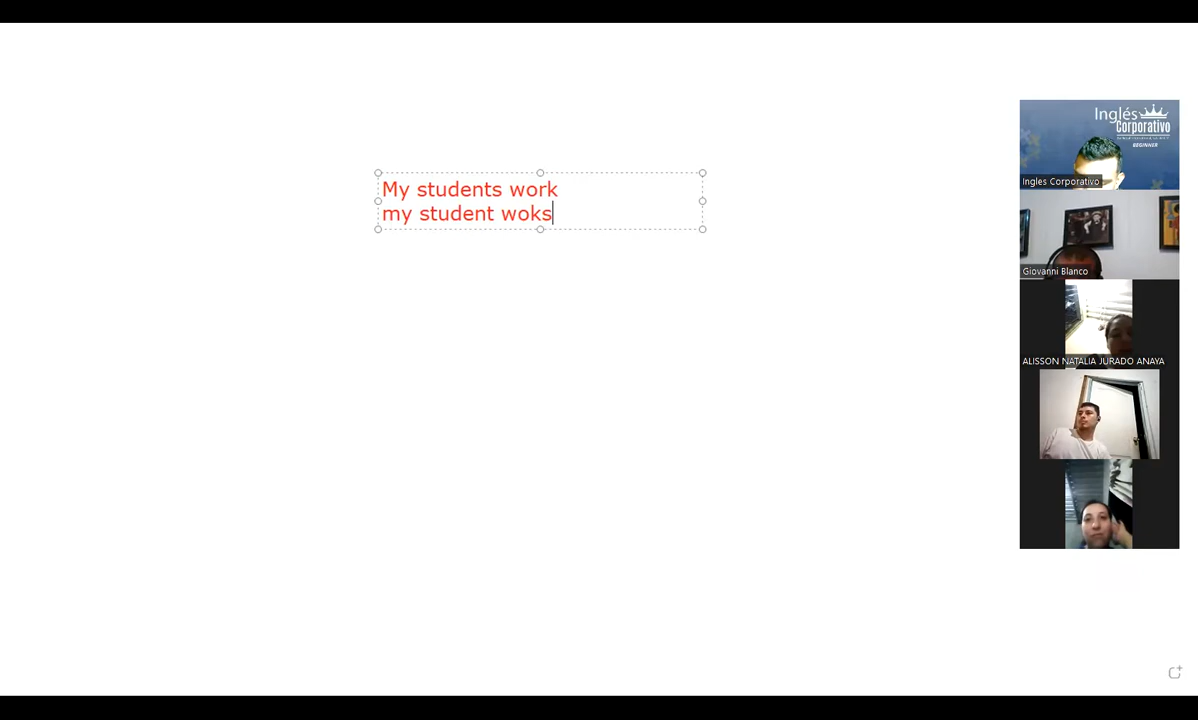 My students work
my student woks
Inglés
Corporativo
BEGINNER
Ingles Corporativo
Giovanni Blanco
ALISSON NATALIA JURADO ANAYA